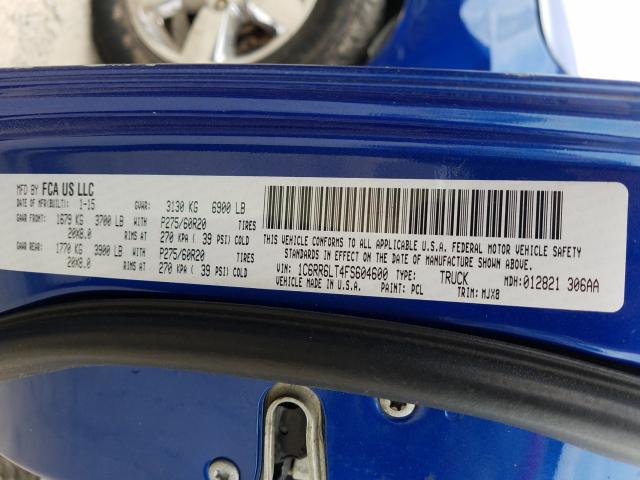 MFD BY FCA US LLC
DATE OF MFR(BUILT): 1-15 GVWR: 3130 KG 6900 LB
GAWR FRONT: 1679 KG 3700 LB WITH P275/60R20 TIRES
20X8.0 RIMS AT 270 KPA ( 39 PSI) COLD
GAWR REAR: 1770 KG 3900 LB WITH P275/60R20 TIRES
20X8.0 RIMS AT 270 KPA ( 39 PSI) COLD
THIS VEHICLE CONFORMS TO ALL APPLICABLE U.S.A. FEDERAL MOTOR VEHICLE SAFETY
STANDARDS IN EFFECT ON THE DATE OF MANUFACTURE SHOWN ABOVE.
VIN: 1C6RR6LT4FS604600 TYPE: TRUCK MDH:012821 306AA
VEHICLE MADE IN U.S.A. PAINT: PCL TRIM: MJX8